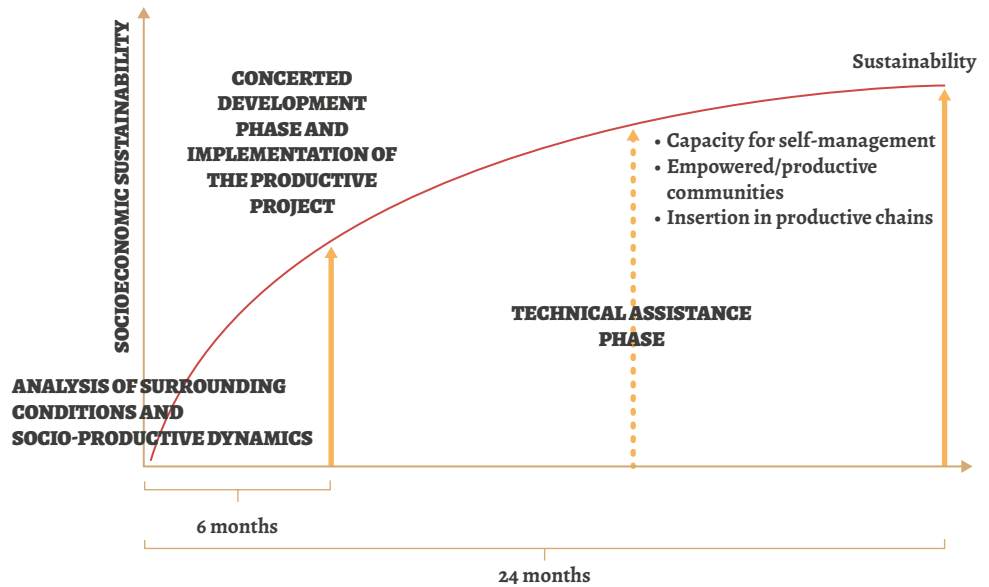 SOCIOECONOMIC SUSTAINABILITY
CONCERTED
DEVELOPMENT
PHASE AND
IMPLEMENTATION OF
THE PRODUCTIVE
PROJECT
Sustainability
• Capacity for self-management
• Empowered/productive
communities
• Insertion in productive chains
TECHNICAL ASSISTANCE
PHASE
ANALYSIS OF SURROUNDING
CONDITIONS AND
SOCIO-PRODUCTIVE DYNAMICS
6 months
24 months